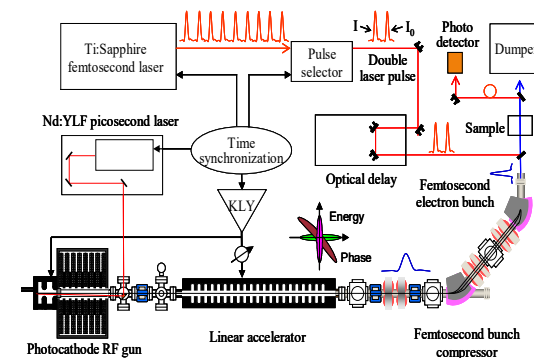 Ti:Sapphire
femtosecond laser
Pulse
selector
I
I₀
Double
laser pulse
Photo
detector
Dumper
Nd:YLF picosecond laser
Time
synchronization
Sample
Optical delay
Femtosecond
electron bunch
KLY
Energy
Phase
Photocathode RF gun
Linear accelerator
Femtosecond bunch
compressor